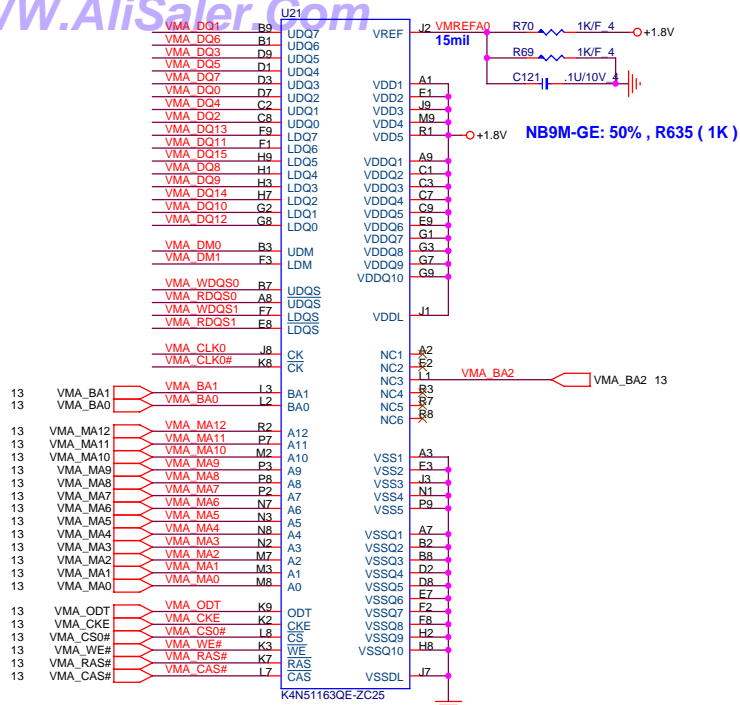 WWW.AliSaler.Com
U21
VMA_DQ1 B9 UDQ7 VREF J2 VMREFA0 R70 1K/F_4 +1.8V
15mil
VMA_DQ6 B1 UDQ6
VMA_DQ3 D9 UDQ5 R69 1K/F_4
VMA_DQ5 D1 UDQ4
VMA_DQ7 D3 UDQ3 VDD1 A1 C121 .1U/10V_4
VMA_DQ0 D7 UDQ2 VDD2 E1
VMA_DQ4 C2 UDQ1 VDD3 J9
VMA_DQ2 C8 UDQ0 VDD4 M9
VMA_DQ13 F9 LDQ7 VDD5 R1 +1.8V NB9M-GE: 50% , R635 ( 1K )
VMA_DQ11 F1 LDQ6
VMA_DQ15 H9 LDQ5 VDDQ1 A9
VMA_DQ8 H1 LDQ4 VDDQ2 C1
VMA_DQ9 H3 LDQ3 VDDQ3 C3
VMA_DQ14 H7 LDQ2 VDDQ4 C7
VMA_DQ10 G2 LDQ1 VDDQ5 C9
VMA_DQ12 G8 LDQ0 VDDQ6 E9
VDDQ7 G1
VMA_DM0 B3 UDM VDDQ8 G3
VMA_DM1 F3 LDM VDDQ9 G7
VDDQ10 G9
VMA_WDQS0 B7 UDQS
VMA_RDQS0 A8 UDQS
VMA_WDQS1 F7 LDQS VDDL J1
VMA_RDQS1 E8 LDQS
VMA_CLK0 J8 CK NC1 A2
VMA_CLK0# K8 CK NC2 E2
NC3 L1 VMA_BA2 VMA_BA2 13
13 VMA_BA1 VMA_BA1 L3 BA1 NC4 R3
13 VMA_BA0 VMA_BA0 L2 BA0 NC5 R7
NC6 R8
13 VMA_MA12 VMA_MA12 R2 A12
13 VMA_MA11 VMA_MA11 P7 A11
13 VMA_MA10 VMA_MA10 M2 A10 VSS1 A3
13 VMA_MA9 VMA_MA9 P3 A9 VSS2 E3
13 VMA_MA8 VMA_MA8 P8 A8 VSS3 J3
13 VMA_MA7 VMA_MA7 P2 A7 VSS4 N1
13 VMA_MA6 VMA_MA6 N7 A6 VSS5 P9
13 VMA_MA5 VMA_MA5 N3 A5
13 VMA_MA4 VMA_MA4 N8 A4 VSSQ1 A7
13 VMA_MA3 VMA_MA3 N2 A3 VSSQ2 B2
13 VMA_MA2 VMA_MA2 M7 A2 VSSQ3 B8
13 VMA_MA1 VMA_MA1 M3 A1 VSSQ4 D2
13 VMA_MA0 VMA_MA0 M8 A0 VSSQ5 D8
VSSQ6 E7
13 VMA_ODT VMA_ODT K9 ODT VSSQ7 F2
13 VMA_CKE VMA_CKE K2 CKE VSSQ8 F8
13 VMA_CS0# VMA_CS0# L8 CS VSSQ9 H2
13 VMA_WE# VMA_WE# K3 WE VSSQ10 H8
13 VMA_RAS# VMA_RAS# K7 RAS
13 VMA_CAS# VMA_CAS# L7 CAS VSSDL J7
K4N51163QE-ZC25